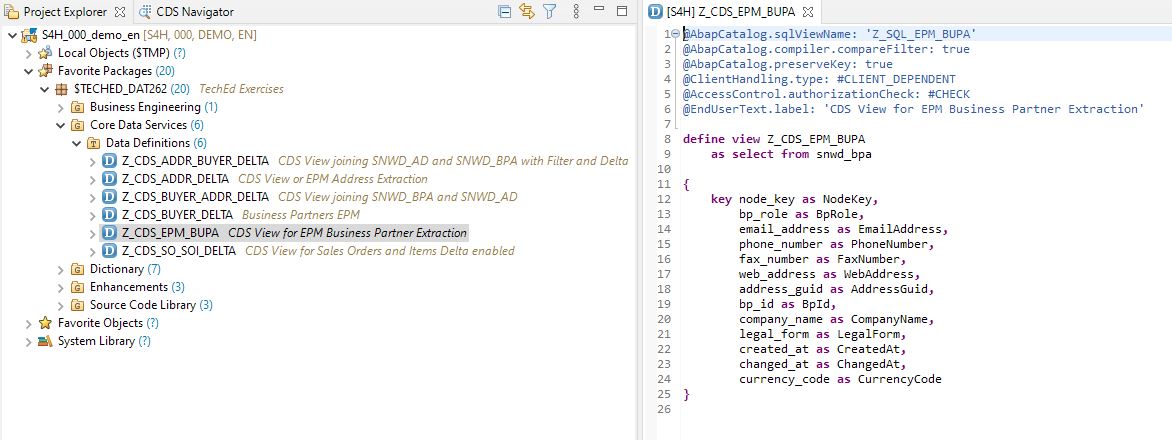 Project Explorer
CDS Navigator
S4H_000_demo_en [S4H, 000, DEMO, EN]
Local Objects ($TMP) (?)
Favorite Packages (20)
$TECHED_DAT262 (20) TechEd Exercises
Business Engineering (1)
Core Data Services (6)
Data Definitions (6)
Z_CDS_ADDR_BUYER_DELTA CDS View joining SNWD_AD and SNWD_BPA with Filter and Delta
Z_CDS_ADDR_DELTA CDS View or EPM Address Extraction
Z_CDS_BUYER_ADDR_DELTA CDS View joining SNWD_BPA and SNWD_AD
Z_CDS_BUYER_DELTA Business Partners EPM
Z_CDS_EPM_BUPA CDS View for EPM Business Partner Extraction
Z_CDS_SO_SOI_DELTA CDS View for Sales Orders and Items Delta enabled
Dictionary (7)
Enhancements (3)
Source Code Library (3)
Favorite Objects (?)
System Library (?)
[S4H] Z_CDS_EPM_BUPA
1 @AbapCatalog.sqlViewName: 'Z_SQL_EPM_BUPA'
2 @AbapCatalog.compiler.compareFilter: true
3 @AbapCatalog.preserveKey: true
4 @ClientHandling.type: #CLIENT_DEPENDENT
5 @AccessControl.authorizationCheck: #CHECK
6 @EndUserText.label: 'CDS View for EPM Business Partner Extraction'
7
8 define view Z_CDS_EPM_BUPA
9 as select from snwd_bpa
10
11 {
12 key node_key as NodeKey,
13 bp_role as BpRole,
14 email_address as EmailAddress,
15 phone_number as PhoneNumber,
16 fax_number as FaxNumber,
17 web_address as WebAddress,
18 address_guid as AddressGuid,
19 bp_id as BpId,
20 company_name as CompanyName,
21 legal_form as LegalForm,
22 created_at as CreatedAt,
23 changed_at as ChangedAt,
24 currency_code as CurrencyCode
25 }
26